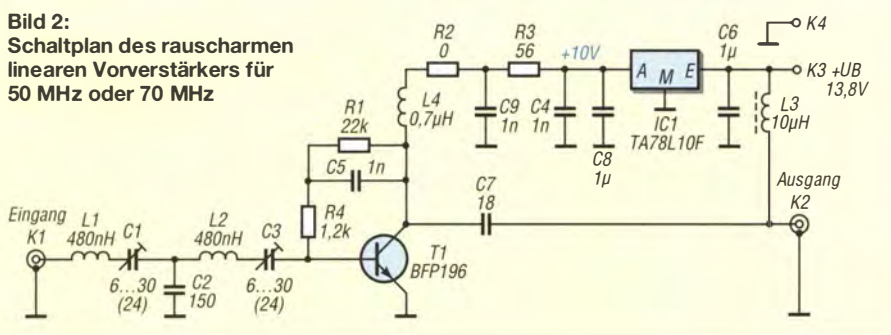 Bild 2:
Schaltplan des rauscharmen
linearen Vorverstärkers für
50 MHz oder 70 MHz
R2
0
R3
56
+10V
C6
1µ
K4
K3 +UB
13,8V
A M E
IC1
TA78L10F
L3
10µH
L4
0,7µH
C9
1n
C4
1n
C8
1µ
R1
22k
C5 1n
R4
1,2k
C7
18
Ausgang
K2
T1
BFP196
Eingang
K1
L1
480nH
C1
6...30
(24)
C2
150
L2
480nH
C3
6...30
(24)